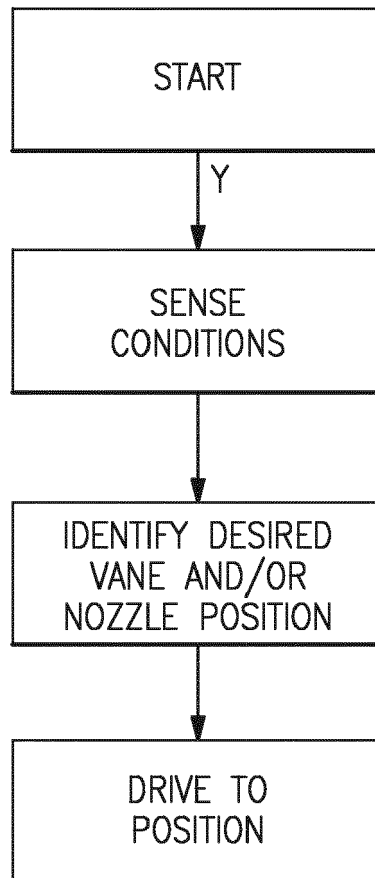 START
Y
SENSE
CONDITIONS
IDENTIFY DESIRED
VANE AND/OR
NOZZLE POSITION
DRIVE TO
POSITION